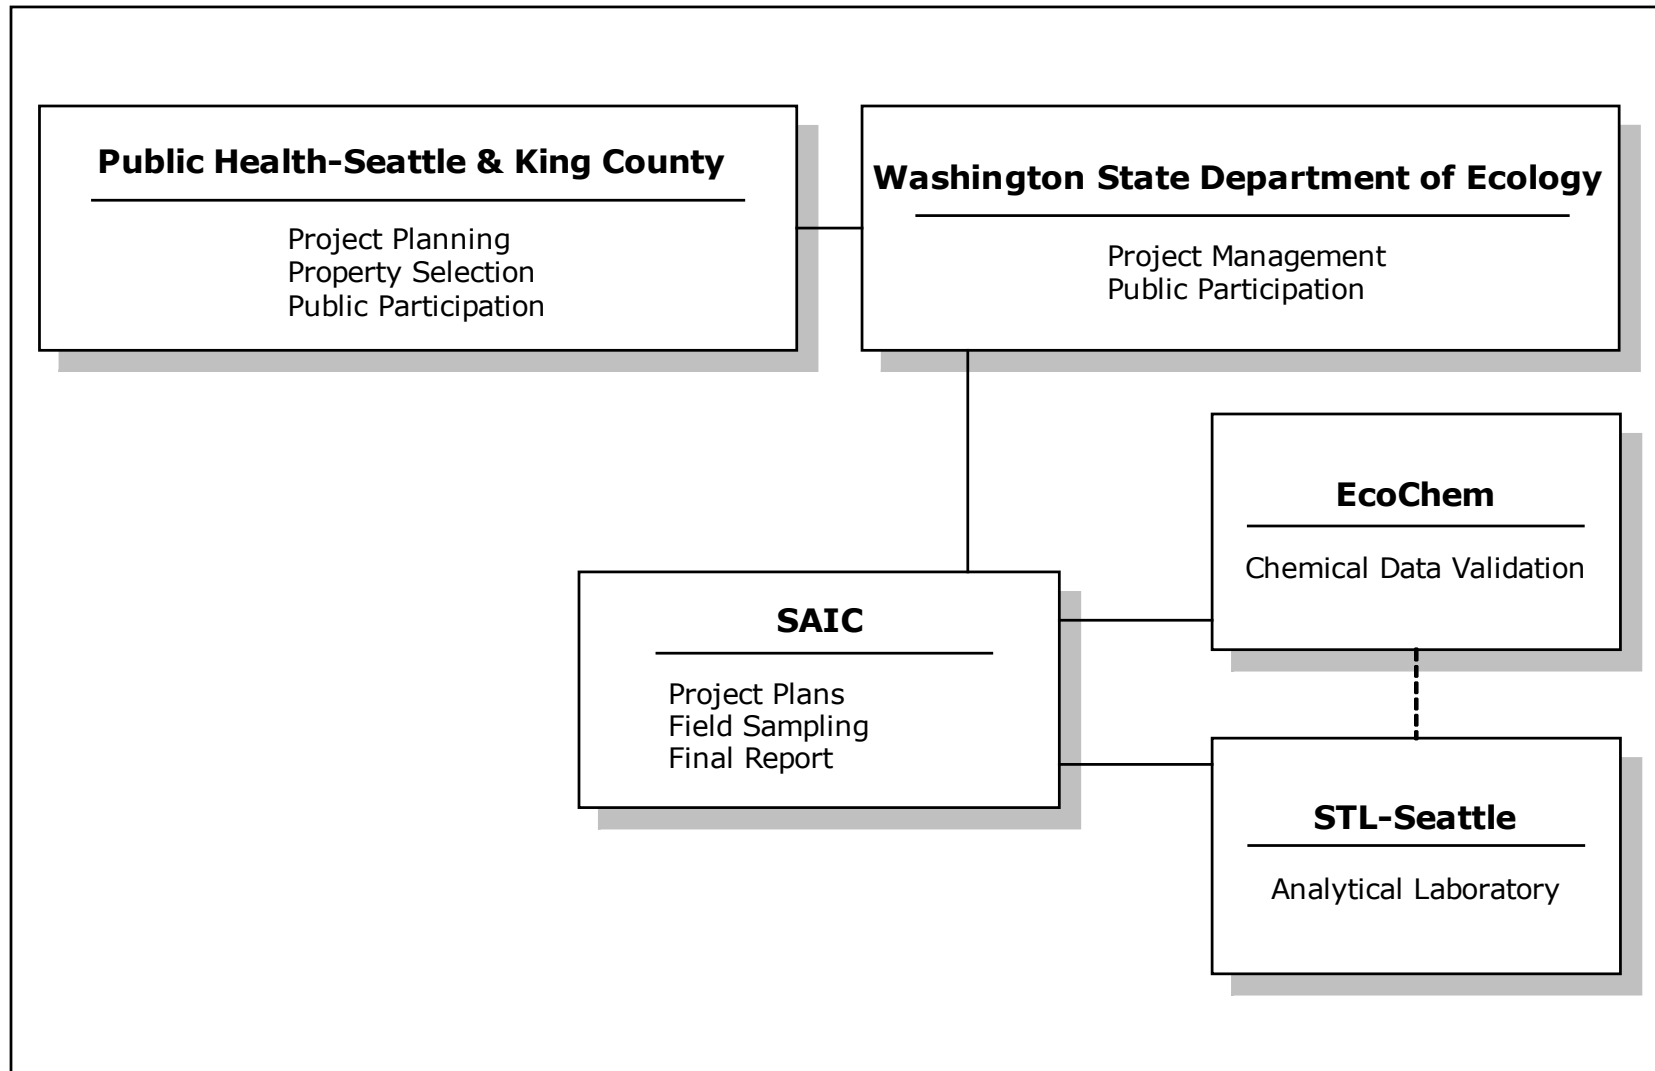 Public Health-Seattle & King County
Project Planning
Property Selection
Public Participation
Washington State Department of Ecology
Project Management
Public Participation
EcoChem
Chemical Data Validation
SAIC
Project Plans
Field Sampling
Final Report
STL-Seattle
Analytical Laboratory